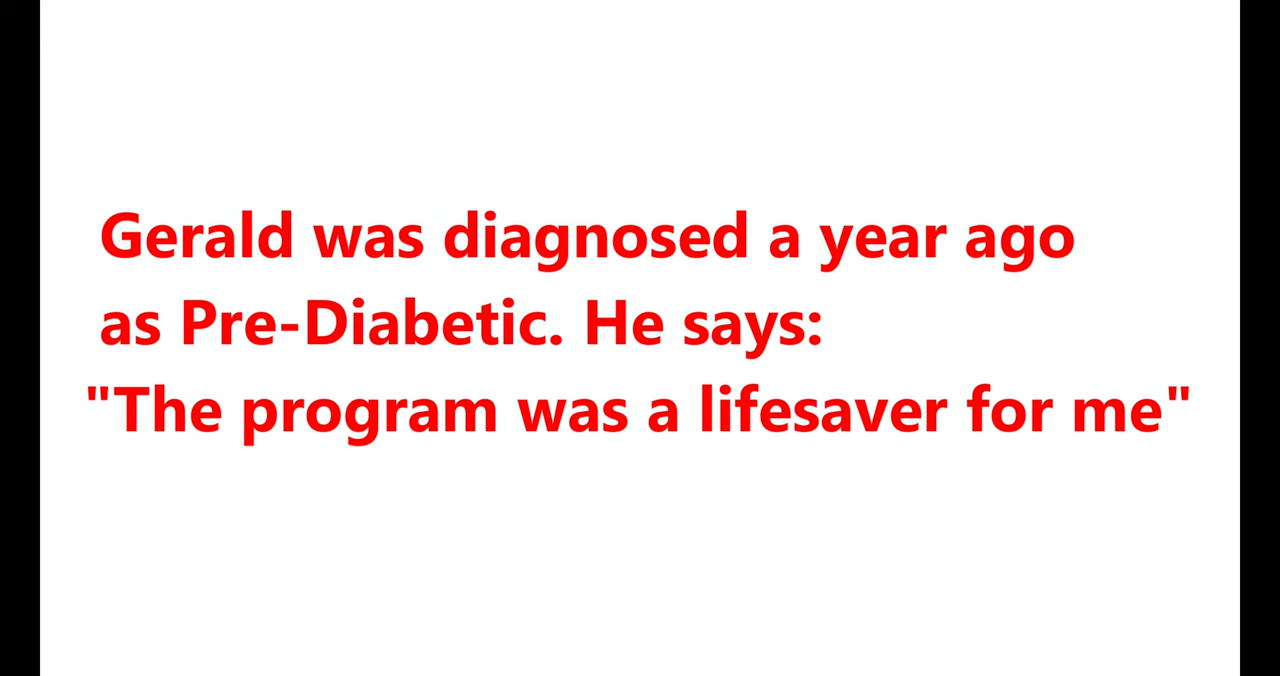 Gerald was diagnosed a year ago
as Pre-Diabetic. He says:
"The program was a lifesaver for me"